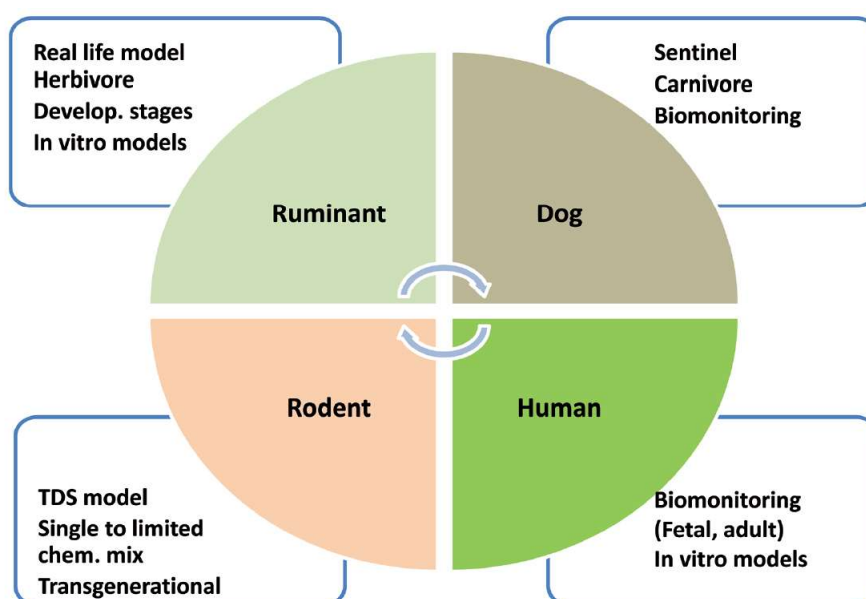 Real life model
Herbivore
Develop. stages
In vitro models
Ruminant
Sentinel
Carnivore
Biomonitoring
Dog
TDS model
Single to limited
chem. mix
Transgenerational
Rodent
Human
Biomonitoring
(Fetal, adult)
In vitro models